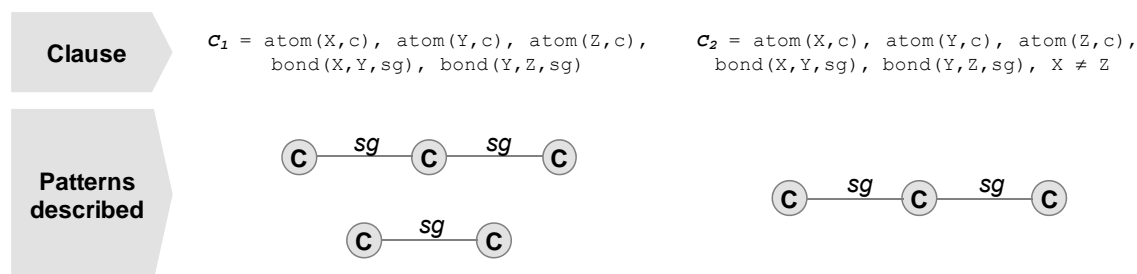 Clause
C₁ = atom(X,c), atom(Y,c), atom(Z,c),
bond(X,Y,sg), bond(Y,Z,sg)
C₂ = atom(X,c), atom(Y,c), atom(Z,c),
bond(X,Y,sg), bond(Y,Z,sg), X ≠ Z
Patterns
described
C sg C sg C
C sg C
C sg C sg C